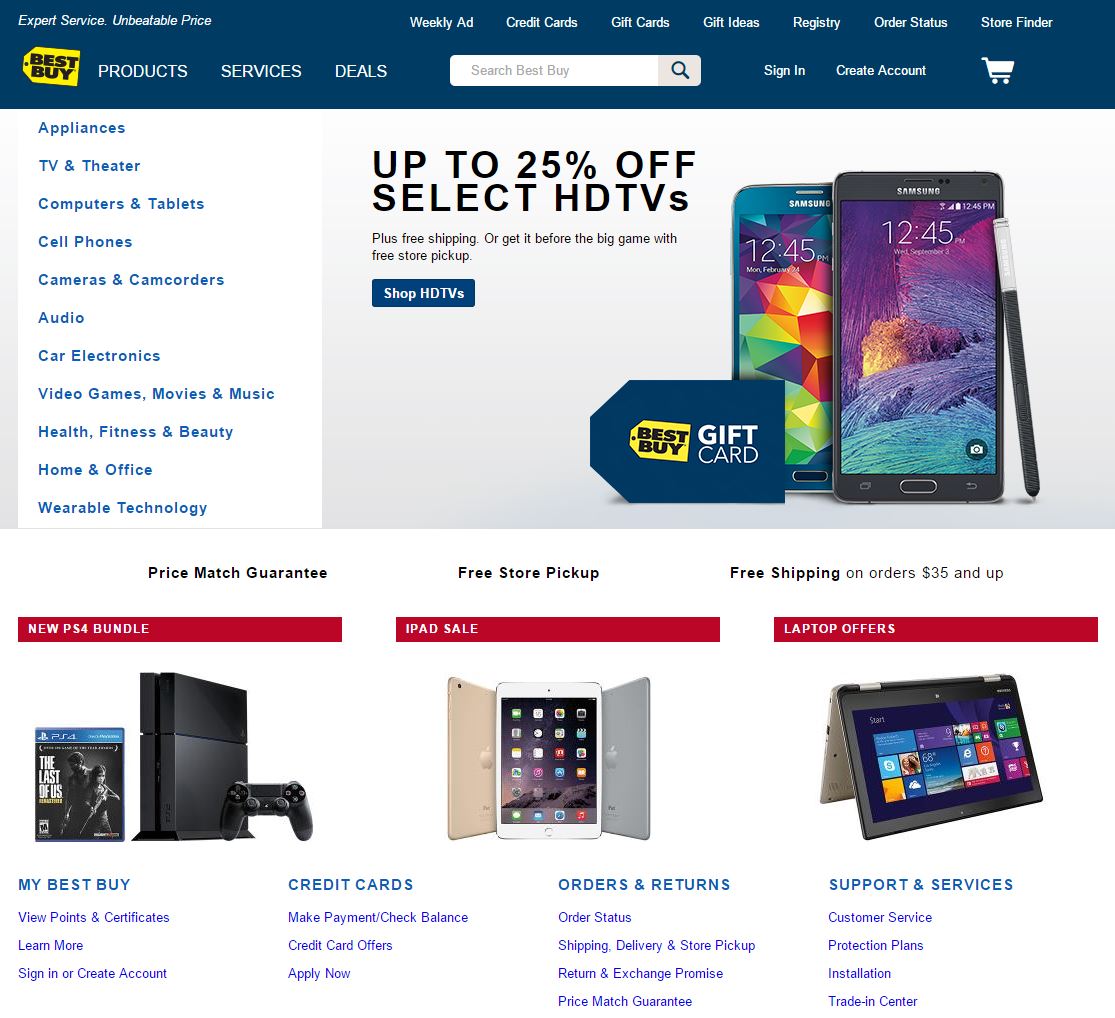 Expert Service. Unbeatable Price
Weekly Ad Credit Cards Gift Cards Gift Ideas Registry Order Status Store Finder
BEST BUY
PRODUCTS SERVICES DEALS
Search Best Buy
Sign In Create Account
Appliances
TV & Theater
Computers & Tablets
Cell Phones
Cameras & Camcorders
Audio
Car Electronics
Video Games, Movies & Music
Health, Fitness & Beauty
Home & Office
Wearable Technology
UP TO 25% OFF
SELECT HDTVs
Plus free shipping. Or get it before the big game with
free store pickup.
Shop HDTVs
SAMSUNG
12:45 PM
Mon, February 24
SAMSUNG
12:45 PM
12:45 PM
Wed, September 3
BEST BUY
GIFT
CARD
Price Match Guarantee
Free Store Pickup
Free Shipping on orders $35 and up
NEW PS4 BUNDLE
IPAD SALE
LAPTOP OFFERS
PS4
THE
LAST
OF US
REMASTERED
iPad
Start
68°
MY BEST BUY
View Points & Certificates
Learn More
Sign in or Create Account
CREDIT CARDS
Make Payment/Check Balance
Credit Card Offers
Apply Now
ORDERS & RETURNS
Order Status
Shipping, Delivery & Store Pickup
Return & Exchange Promise
Price Match Guarantee
SUPPORT & SERVICES
Customer Service
Protection Plans
Installation
Trade-in Center